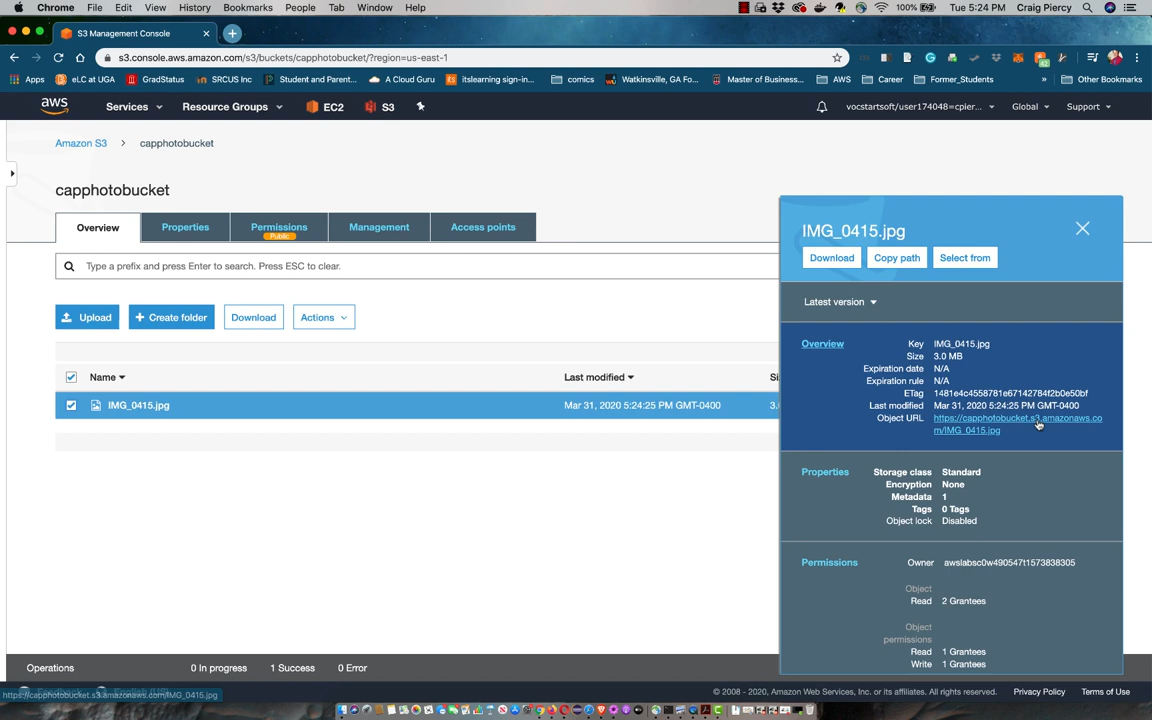 Chrome File Edit View History Bookmarks People Tab Window Help 100% Tue 5:24 PM Craig Piercy
S3 Management Console
s3.console.aws.amazon.com/s3/buckets/capphotobucket/?region=us-east-1
Apps eLC at UGA GradStatus SRCUS Inc Student and Parent... A Cloud Guru itslearning sign-in... comics Watkinsville, GA Fo... Master of Business... AWS Career Former_Students » Other Bookmarks
aws Services Resource Groups EC2 S3 vocstartsoft/user174048=cpier... Global Support
Amazon S3 > capphotobucket
capphotobucket
Overview Properties Permissions Management Access points
Public
Type a prefix and press Enter to search. Press ESC to clear.
Upload + Create folder Download Actions
Name Last modified
IMG_0415.jpg Mar 31, 2020 5:24:25 PM GMT-0400
IMG_0415.jpg
Download Copy path Select from
Latest version
Overview Key IMG_0415.jpg
Size 3.0 MB
Expiration date N/A
Expiration rule N/A
ETag 1481e4c4558781e67142784f2b0e50bf
Last modified Mar 31, 2020 5:24:25 PM GMT-0400
Object URL https://capphotobucket.s3.amazonaws.co
m/IMG_0415.jpg
Properties Storage class Standard
Encryption None
Metadata 1
Tags 0 Tags
Object lock Disabled
Permissions Owner awslabsc0w490547t1573838305
Object
Read 2 Grantees
Object
permissions
Read 1 Grantees
Write 1 Grantees
Operations 0 In progress 1 Success 0 Error
https://capphotobucket.s3.amazonaws.com/IMG_0415.jpg
© 2008 - 2020, Amazon Web Services, Inc. or its affiliates. All rights reserved. Privacy Policy Terms of Use